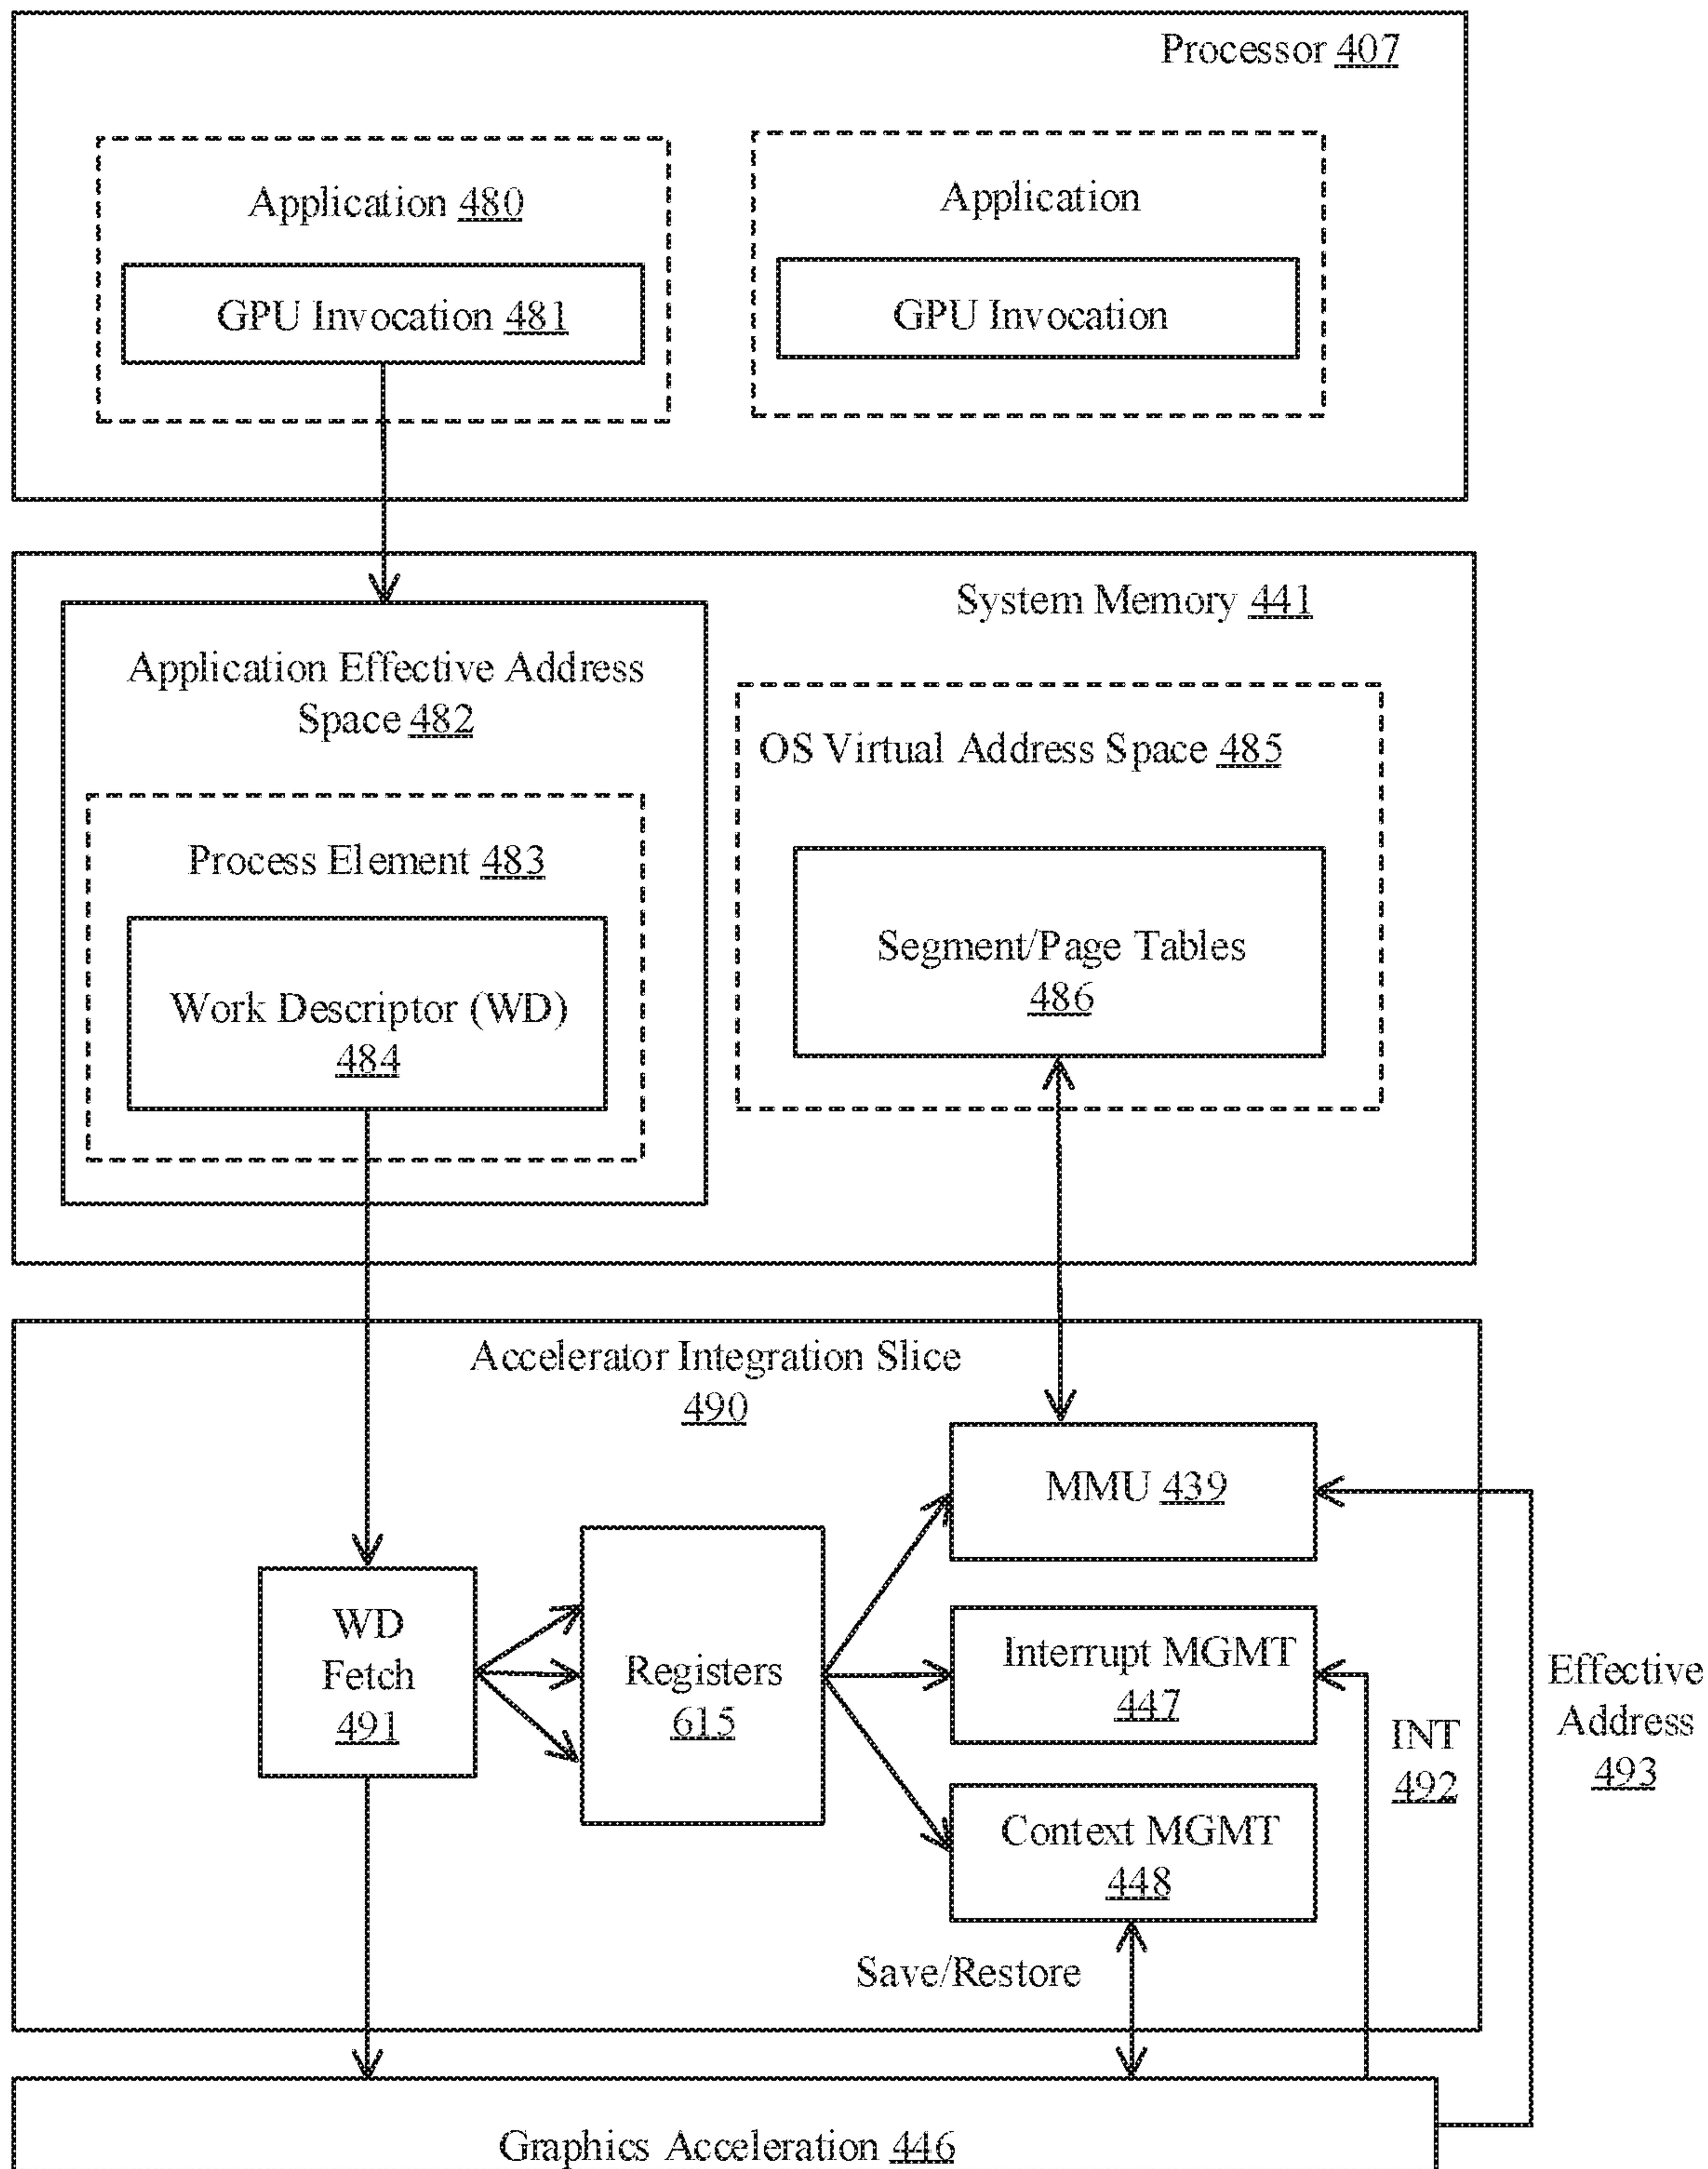 Processor 407
Application 480
Application
GPU Invocation 481
GPU Invocation
System Memory 441
Application Effective Address
Space 482
OS Virtual Address Space 485
Process Element 483
Segment/Page Tables
486
Work Descriptor (WD)
484
Accelerator Integration Slice
490
MMU 439
WD
Fetch
491
Registers
615
Interrupt MGMT
447
Effective
Address
493
INT
492
Context MGMT
448
Save/Restore
Graphics Acceleration 446